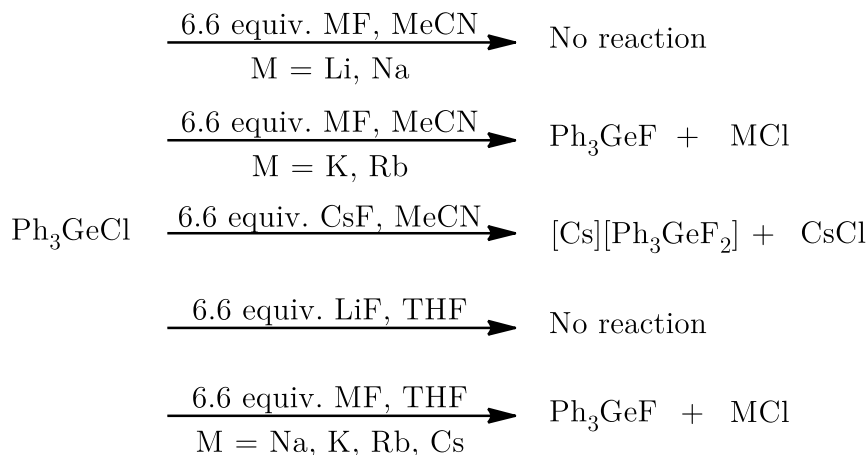 6.6 equiv. MF, MeCN
M = Li, Na
No reaction
6.6 equiv. MF, MeCN
M = K, Rb
Ph₃GeF + MCl
Ph₃GeCl
6.6 equiv. CsF, MeCN
[Cs][Ph₃GeF₂] + CsCl
6.6 equiv. LiF, THF
No reaction
6.6 equiv. MF, THF
M = Na, K, Rb, Cs
Ph₃GeF + MCl